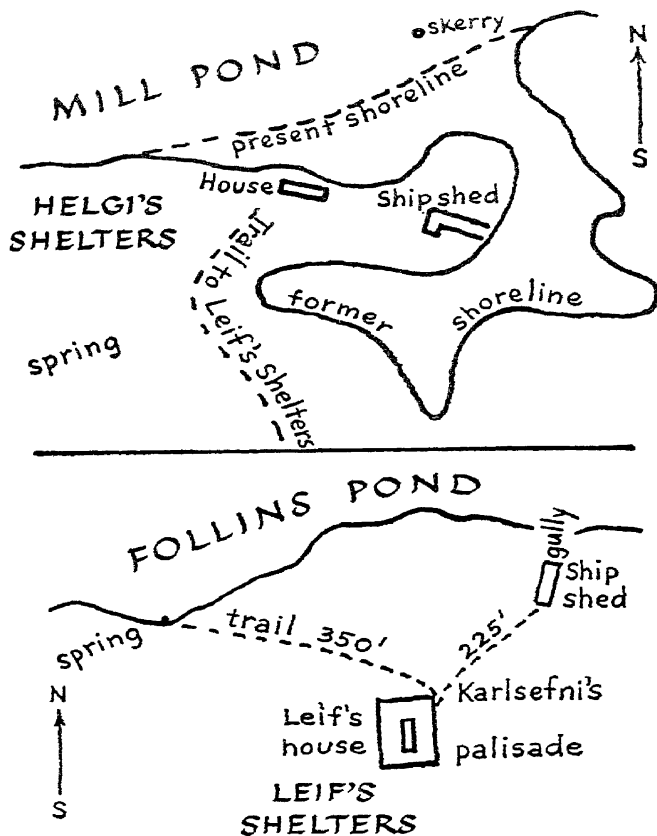 skerry
N
MILL POND
present shoreline
S
House
Ship shed
HELGI'S
SHELTERS
Trail to Leif's Shelters
former shoreline
spring
FOLLINS POND
gully
Ship
shed
spring
trail 350'
225'
N
Karlsefni's
palisade
Leif's
house
S
LEIF'S
SHELTERS